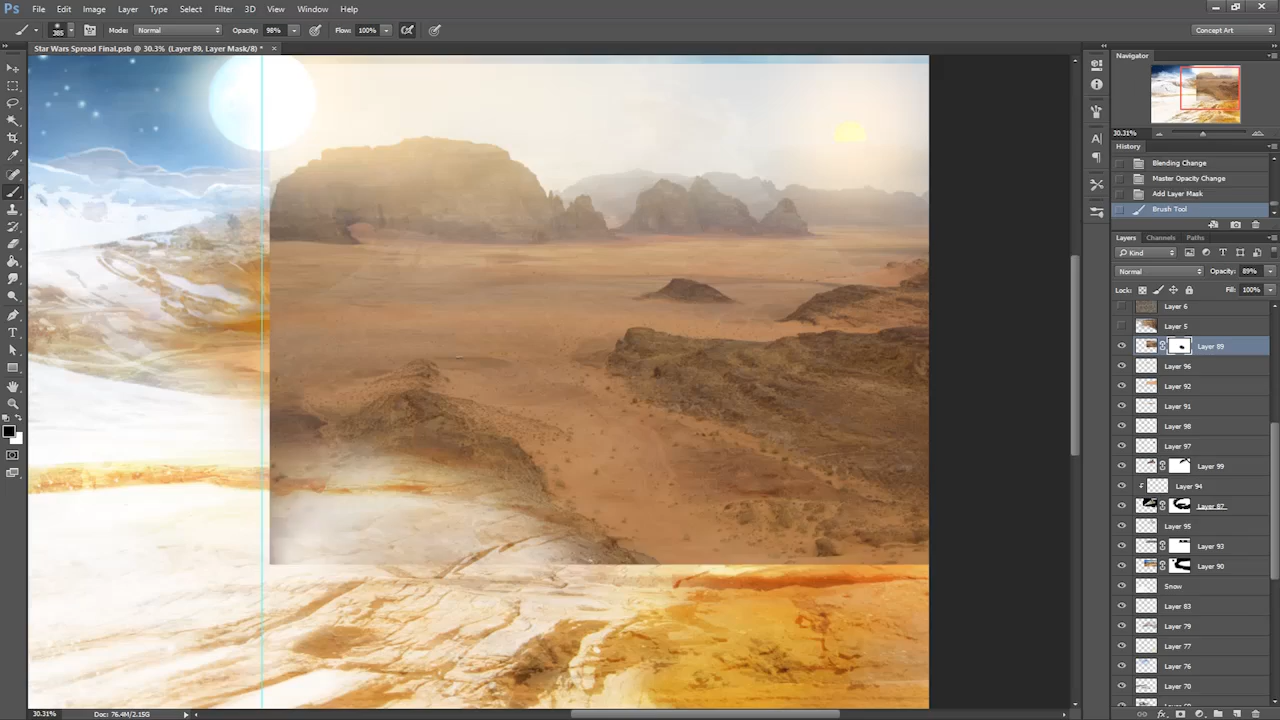 Ps File Edit Image Layer Type Select Filter 3D View Window Help
385 Mode: Normal Opacity: 98% Flow: 100% Concept Art
Star Wars Spread Final.psb @ 30.3% (Layer 89, Layer Mask/8) *
Navigator
30.31%
History
Blending Change
Master Opacity Change
Add Layer Mask
Brush Tool
Layers Channels Paths
Kind
Normal Opacity: 89%
Lock: Fill: 100%
Layer 6
Layer 5
Layer 89
Layer 96
Layer 92
Layer 91
Layer 98
Layer 97
Layer 99
Layer 94
Layer 87
Layer 95
Layer 93
Layer 90
Snow
Layer 83
Layer 79
Layer 77
Layer 76
Layer 70
30.31% Doc: 76.4M/2.15G